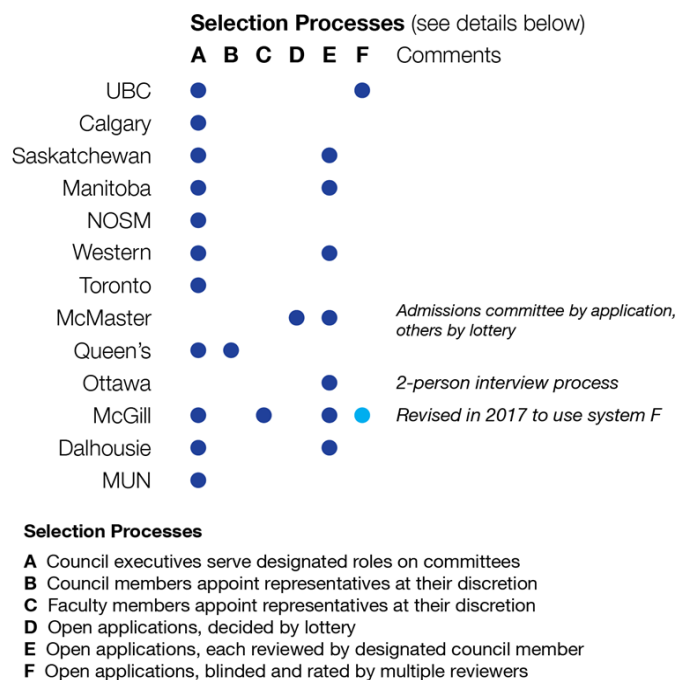 Selection Processes (see details below)
A B C D E F Comments
UBC
Calgary
Saskatchewan
Manitoba
NOSM
Western
Toronto
McMaster Admissions committee by application,
others by lottery
Queen’s
Ottawa 2-person interview process
McGill Revised in 2017 to use system F
Dalhousie
MUN
Selection Processes
A Council executives serve designated roles on committees
B Council members appoint representatives at their discretion
C Faculty members appoint representatives at their discretion
D Open applications, decided by lottery
E Open applications, each reviewed by designated council member
F Open applications, blinded and rated by multiple reviewers